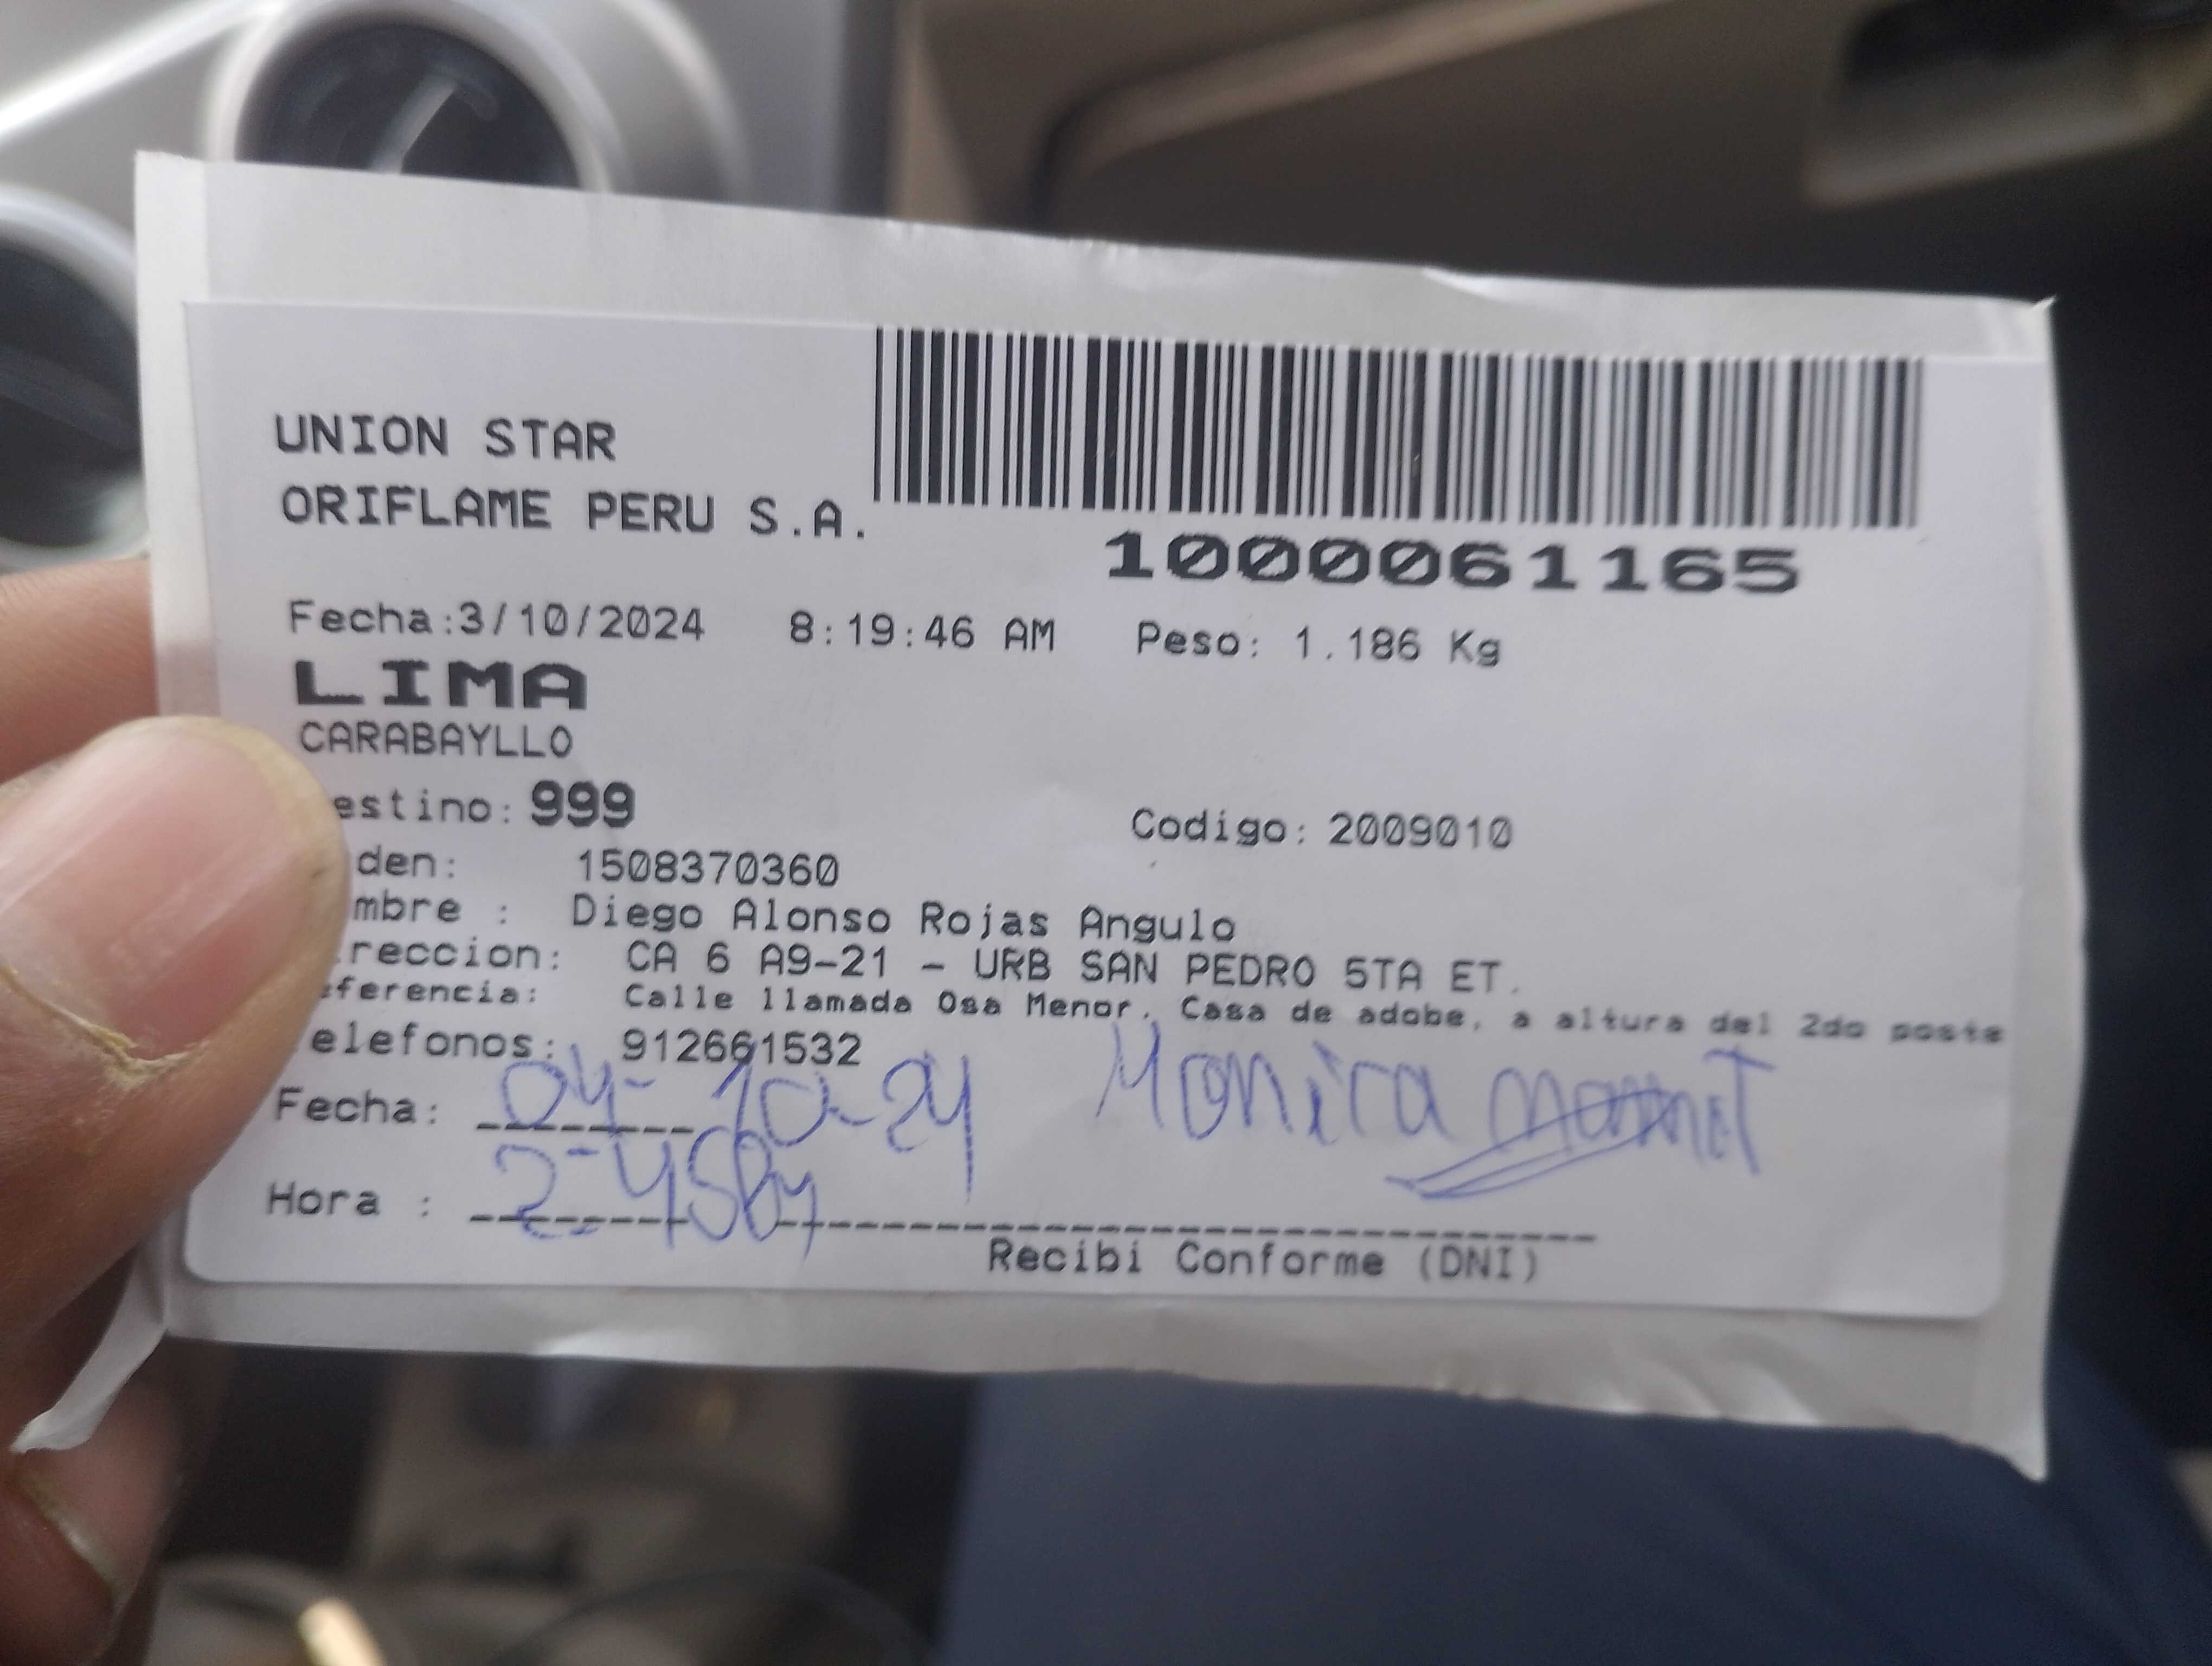 UNION STAR
ORIFLAME PERU S.A.
1000061165
Fecha:3/10/2024 8:19:46 AM Peso: 1.186 Kg
LIMA
CARABAYLLO
estino: 999 Codigo: 2009010
den: 1508370360
mbre : Diego Alonso Rojas Angulo
reccion: CA 6 A9-21 - URB SAN PEDRO 5TA ET.
ferencia: Calle llamada Osa Menor. Casa de adobe, a altura del 2do poste
elefonos: 912661532
Fecha: 04-10-24 Monica
Hora : 2-45
Recibi Conforme (DNI)